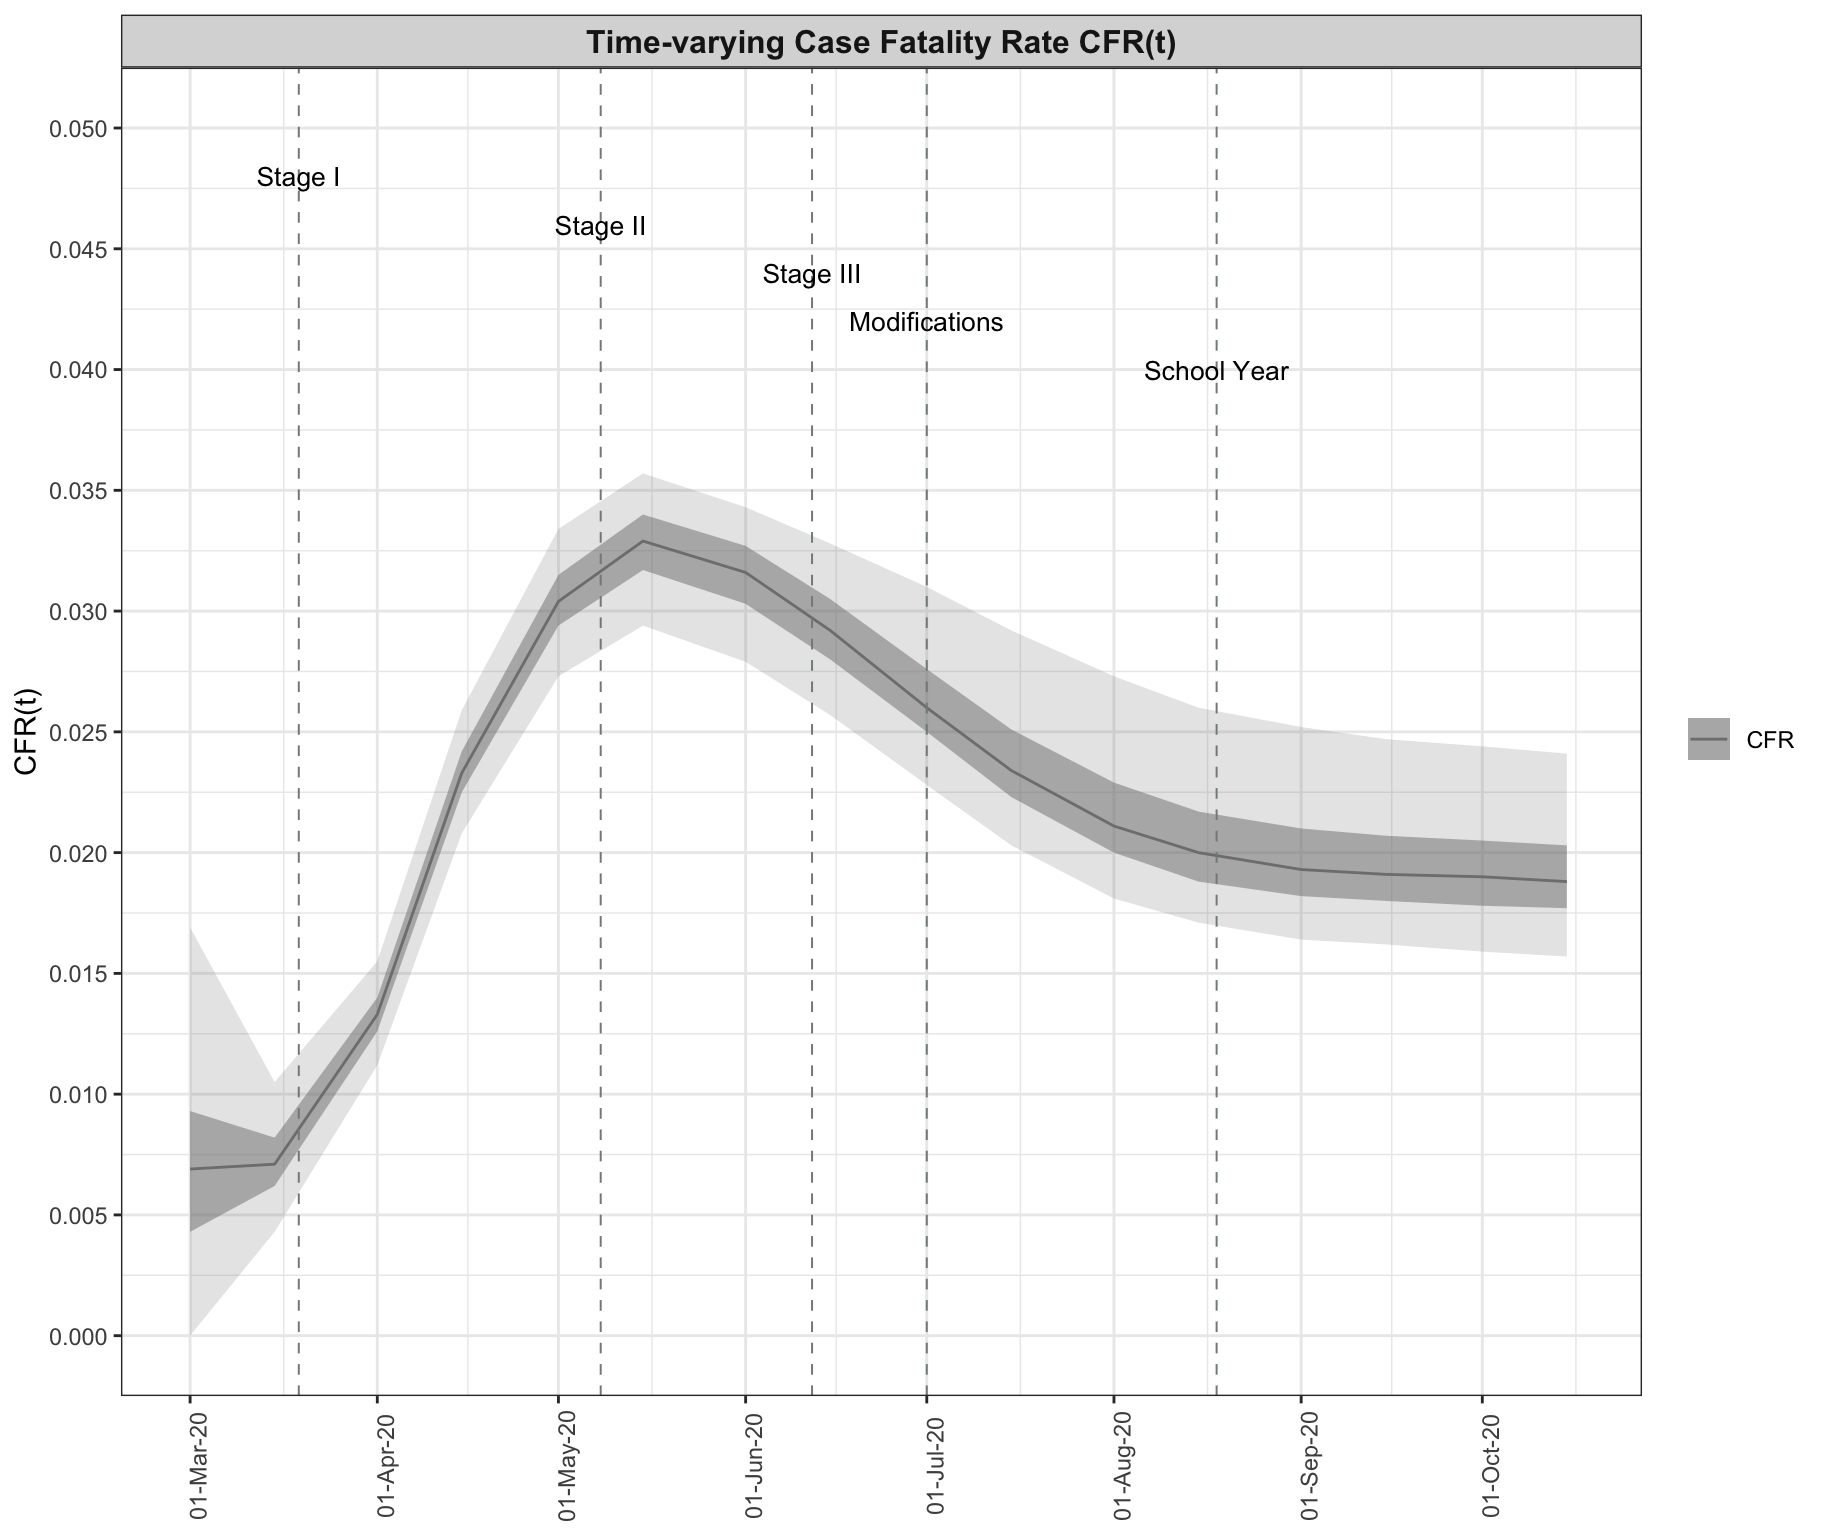 Time-varying Case Fatality Rate CFR(t)
0.050
Stage I
Stage II
0.045
Stage III
Modifications
0.040
School Year
0.035
0.030
0.025
CFR(t)
CFR
0.020
0.015
0.010
0.005
0.000
01-Mar-20
01-Apr-20
01-May-20
01-Jun-20
01-Jul-20
01-Aug-20
01-Sep-20
01-Oct-20